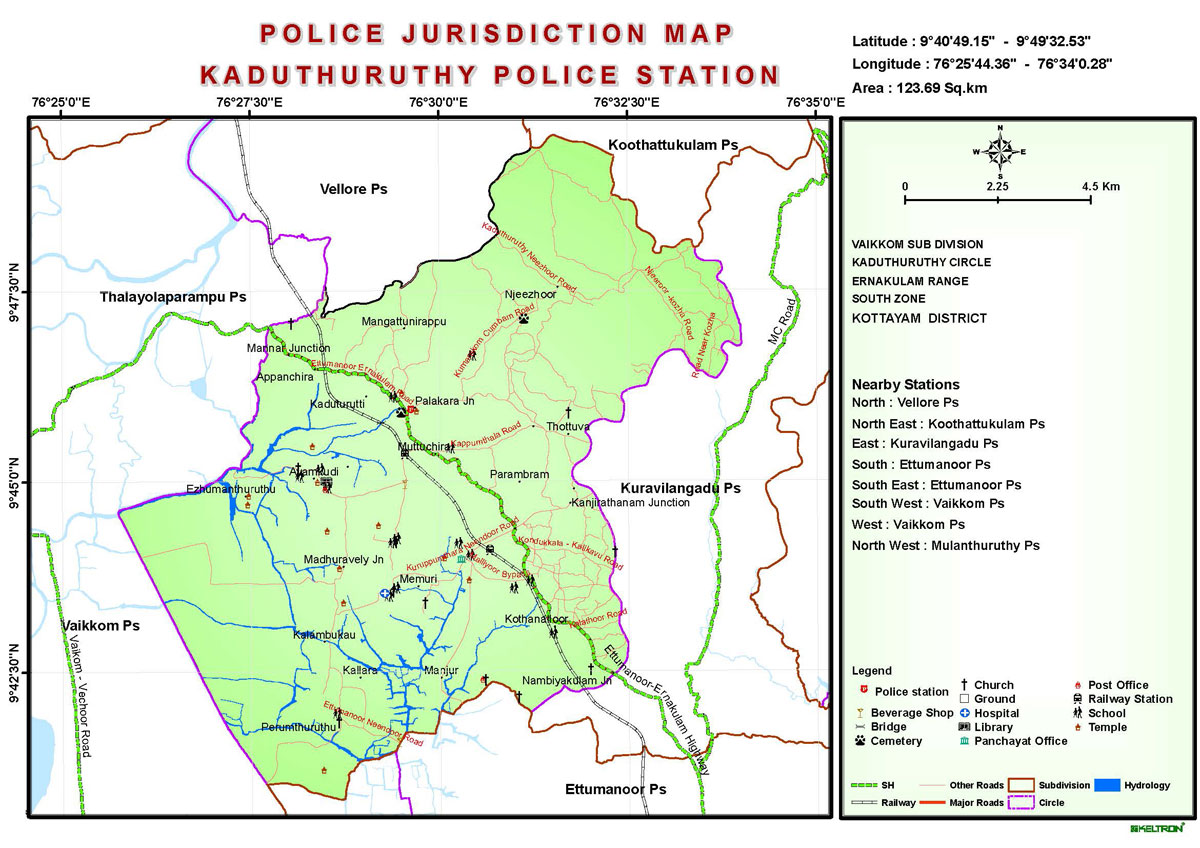 POLICE JURISDICTION MAP
KADUTHURUTHY POLICE STATION
Latitude : 9°40'49.15" - 9°49'32.53"
Longitude : 76°25'44.36" - 76°34'0.28"
Area : 123.69 Sq.km
76°25'0"E
76°27'30"E
76°30'0"E
76°32'30"E
76°35'0"E
9°47'30"N
9°45'0"N
9°42'30"N
Koothattukulam Ps
Vellore Ps
Thalayolaparampu Ps
Kuravilangadu Ps
Vaikkom Ps
Ettumanoor Ps
Kaduthuruthy Neezhoor Road
Njeezhoor
Njeeroor -kozha Road
Road Near Kozha
MC Road
Kumaikom Cumbam Road
Mangattunirappu
Mannar Junction
Ettumanoor Ernakulam Road
Appanchira
Kaduturutti
Palakara Jn
Thottuva
Kappumthala Road
Muttuchira
Ayamkudi
Parambram
Ezhumanthuruthu
Kanjirathanam Junction
Kuruppunthara Neendoor Road
Kondukkala - Kalikavu Road
Madhuravely Jn
Kalliyoor Bypass
Memuri
Kothanalloor
Kalathoor Road
Kalambukau
Kallara
Manjur
Nambiyakulam Jn
Ettumanoor-Ernakulam Highway
Vaikom - Vechoor Road
Perumthuruthu
Ettumanoor Neendoor Road
N
W E
S
0 2.25 4.5 Km
VAIKKOM SUB DIVISION
KADUTHURUTHY CIRCLE
ERNAKULAM RANGE
SOUTH ZONE
KOTTAYAM DISTRICT
Nearby Stations
North : Vellore Ps
North East : Koothattukulam Ps
East : Kuravilangadu Ps
South : Ettumanoor Ps
South East : Ettumanoor Ps
South West : Vaikkom Ps
West : Vaikkom Ps
North West : Mulanthuruthy Ps
Legend
Police station
Church
Post Office
Ground
Railway Station
Beverage Shop
Hospital
School
Bridge
Library
Temple
Cemetery
Panchayat Office
SH
Other Roads
Subdivision
Hydrology
Railway
Major Roads
Circle
KELTRON